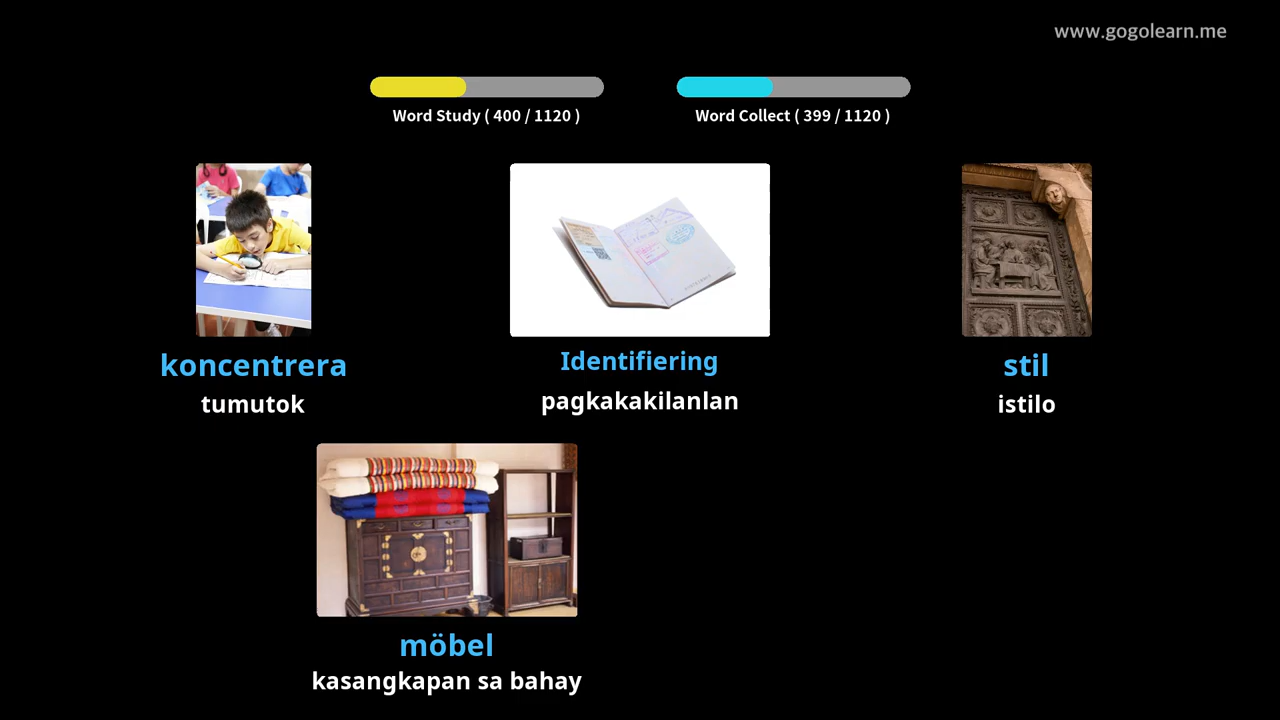 www.gogolearn.me
Word Study ( 400 / 1120 )
Word Collect ( 399 / 1120 )
koncentrera
tumutok
Identifiering
pagkakakilanlan
stil
istilo
möbel
kasangkapan sa bahay